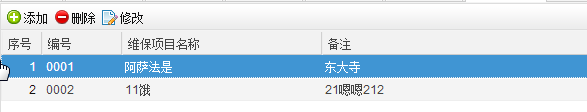 添加 删除 修改
序号 编号 维保项目名称 备注
1 0001 阿萨法是 东大寺
2 0002 11饿 21嗯嗯212